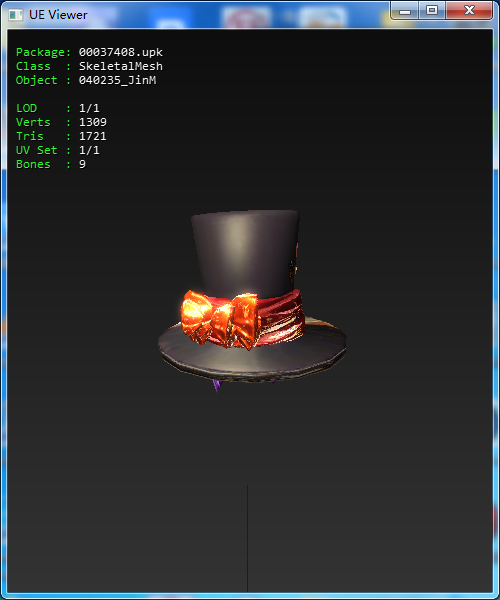 UE Viewer
Package: 00037408.upk
Class  : SkeletalMesh
Object : 040235_JinM
LOD    : 1/1
Verts  : 1309
Tris   : 1721
UV Set : 1/1
Bones  : 9